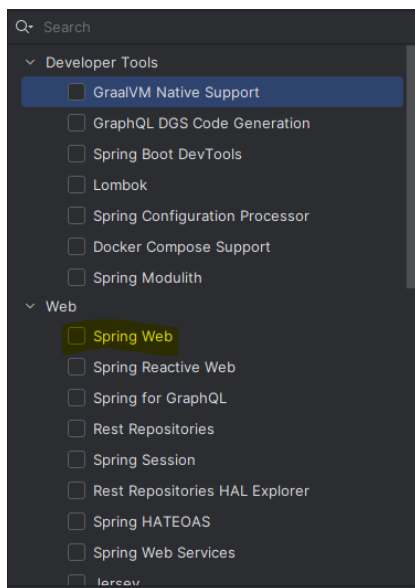 Search
Developer Tools
GraalVM Native Support
GraphQL DGS Code Generation
Spring Boot DevTools
Lombok
Spring Configuration Processor
Docker Compose Support
Spring Modulith
Web
Spring Web
Spring Reactive Web
Spring for GraphQL
Rest Repositories
Spring Session
Rest Repositories HAL Explorer
Spring HATEOAS
Spring Web Services
Jersey